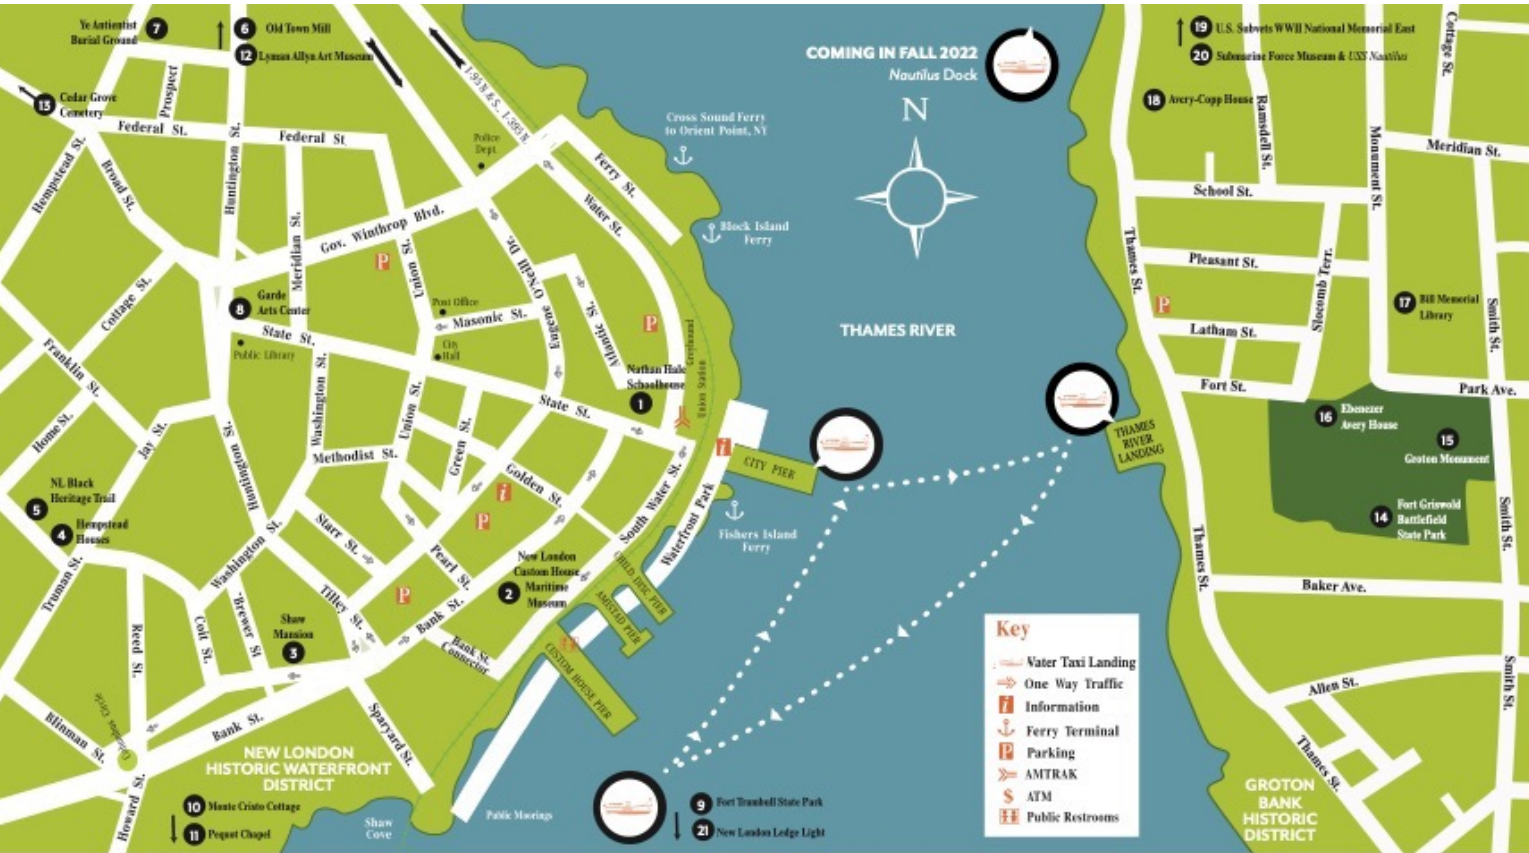 Ye Antientist
Burial Ground
7
6
Old Town Mill
12
Lyman Allyn Art Museum
13
Cedar Grove
Cemetery
Prospect
I-95 N & S, I-395 N.
Federal St.
Federal St
Hempstead St.
Broad St.
Huntington St.
Meridian St.
Gov. Winthrop Blvd.
Police
Dept.
Ferry St.
Water St.
Cross Sound Ferry
to Orient Point, NY
Block Island
Ferry
Union St.
Eugene O'Neill Dr.
Atlantic St.
Cottage St.
8
Garde
Arts Center
Post Office
Masonic St.
City
Hall
State St.
Public Library
P
P
Nathan Hale
Schoolhouse
1
Greyhound
Union Station
Franklin St.
Home St.
Jay St.
Huntington St.
Washington St.
Union St.
Methodist St.
Green St.
State St.
Golden St.
i
P
i
CITY PIER
South Water St.
Waterfront Park
Fishers Island
Ferry
NL Black
Heritage Trail
5
4
Hempstead
Houses
Truman St.
Washington St.
Starr St.
Pearl St.
Tilley St.
P
Bank St.
New London
Custom House
Maritime
Museum
2
CHILD DISC. PIER
AMISTAD PIER
CUSTOM HOUSE PIER
Bank St.
Connector
Reed St.
Coit St.
Brewer St
Shaw
Mansion
3
Blinman St.
Columbus Circle
Bank St.
Sparyard St.
Howard St.
NEW LONDON
HISTORIC WATERFRONT
DISTRICT
10
Monte Cristo Cottage
11
Pequot Chapel
Shaw
Cove
Public Moorings
9
Fort Trumbull State Park
21
New London Ledge Light
COMING IN FALL 2022
Nautilus Dock
N
THAMES RIVER
THAMES
RIVER
LANDING
19
U.S. Subvets WWII National Memorial East
20
Submarine Force Museum & USS Nautilus
18
Avery-Copp House
Ramsdell St.
Cottage St.
Monument St.
Meridian St.
School St.
Thames St.
Pleasant St.
Slocomb Terr.
P
Latham St.
17
Bill Memorial
Library
Smith St.
Fort St.
Park Ave.
16
Ebenezer
Avery House
15
Groton Monument
14
Fort Griswold
Battlefield
State Park
Smith St.
Thames St.
Baker Ave.
Allen St.
Smith St.
Thames St.
GROTON
BANK
HISTORIC
DISTRICT
Key
Water Taxi Landing
One Way Traffic
i
Information
Ferry Terminal
P
Parking
AMTRAK
$
ATM
Public Restrooms